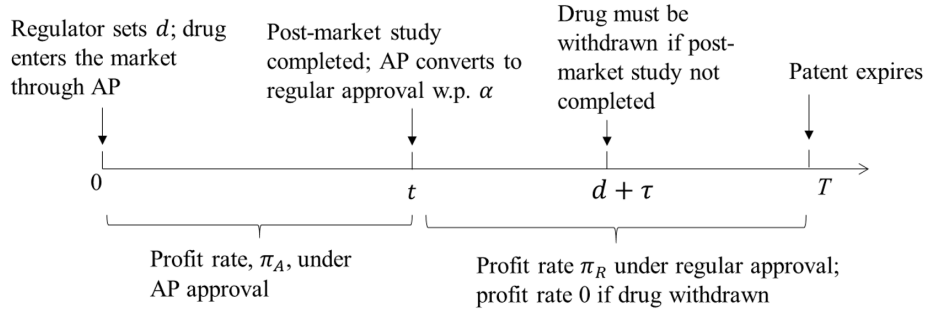 Regulator sets d; drug
enters the market
through AP
Post-market study
completed; AP converts to
regular approval w.p. α
Drug must be
withdrawn if post-
market study not
completed
Patent expires
0
t
d + τ
T
Profit rate, π_A, under
AP approval
Profit rate π_R under regular approval;
profit rate 0 if drug withdrawn